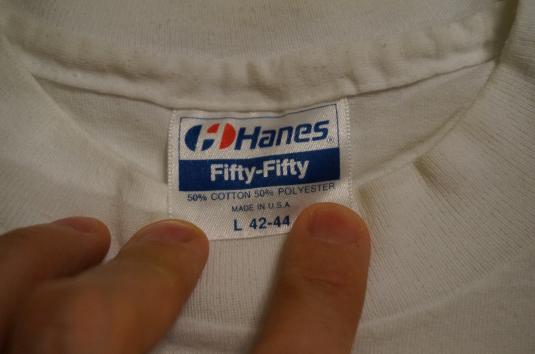 Hanes
Fifty-Fifty
50% COTTON 50% POLYESTER
MADE IN U.S.A.
L 42-44